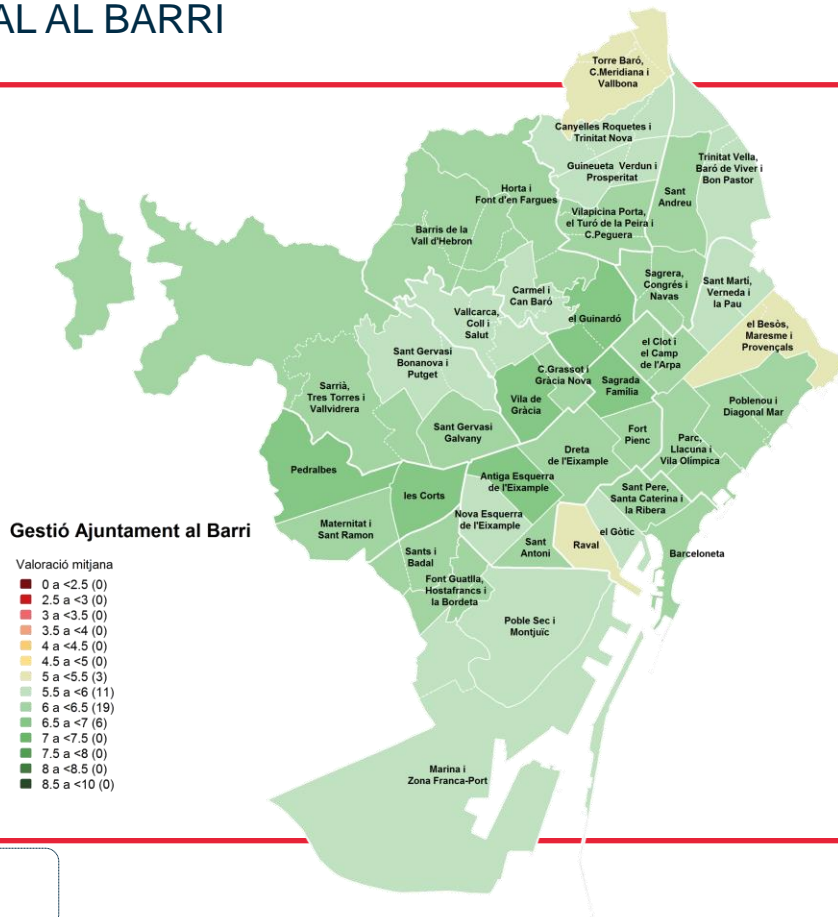 AL AL BARRI
Torre Baró,
C.Meridiana i
Vallbona
Canyelles Roquetes i
Trinitat Nova
Guineueta Verdun i
Prosperitat
Trinitat Vella,
Baró de Viver i
Bon Pastor
Horta i
Font d'en Fargues
Sant
Andreu
Vilapicina Porta,
el Turó de la Peira i
C.Peguera
Barris de la
Vall d'Hebron
Sagrera,
Congrés i
Navas
Sant Martí,
Verneda i
la Pau
Carmel i
Can Baró
Vallcarca,
Coll i
Salut
el Guinardó
el Besòs,
Maresme i
Provençals
Sant Gervasi
Bonanova i
Putget
el Clot i
el Camp
de l'Arpa
Sarrià,
Tres Torres i
Vallvidrera
C.Grassot i
Gràcia Nova
Sagrada
Família
Vila de
Gràcia
Poblenou i
Diagonal Mar
Sant Gervasi
Galvany
Fort
Pienc
Parc,
Llacuna i
Vila Olímpica
Dreta
de l'Eixample
Pedralbes
Antiga Esquerra
de l'Eixample
les Corts
Sant Pere,
Santa Caterina i
la Ribera
Nova Esquerra
de l'Eixample
Maternitat i
Sant Ramon
el Gòtic
Sant
Antoni
Raval
Barceloneta
Sants i
Badal
Font Guatlla,
Hostafrancs i
la Bordeta
Poble Sec i
Montjuïc
Marina i
Zona Franca-Port
Gestió Ajuntament al Barri
Valoració mitjana
0 a <2.5 (0)
2.5 a <3 (0)
3 a <3.5 (0)
3.5 a <4 (0)
4 a <4.5 (0)
4.5 a <5 (0)
5 a <5.5 (3)
5.5 a <6 (11)
6 a <6.5 (19)
6.5 a <7 (6)
7 a <7.5 (0)
7.5 a <8 (0)
8 a <8.5 (0)
8.5 a <10 (0)